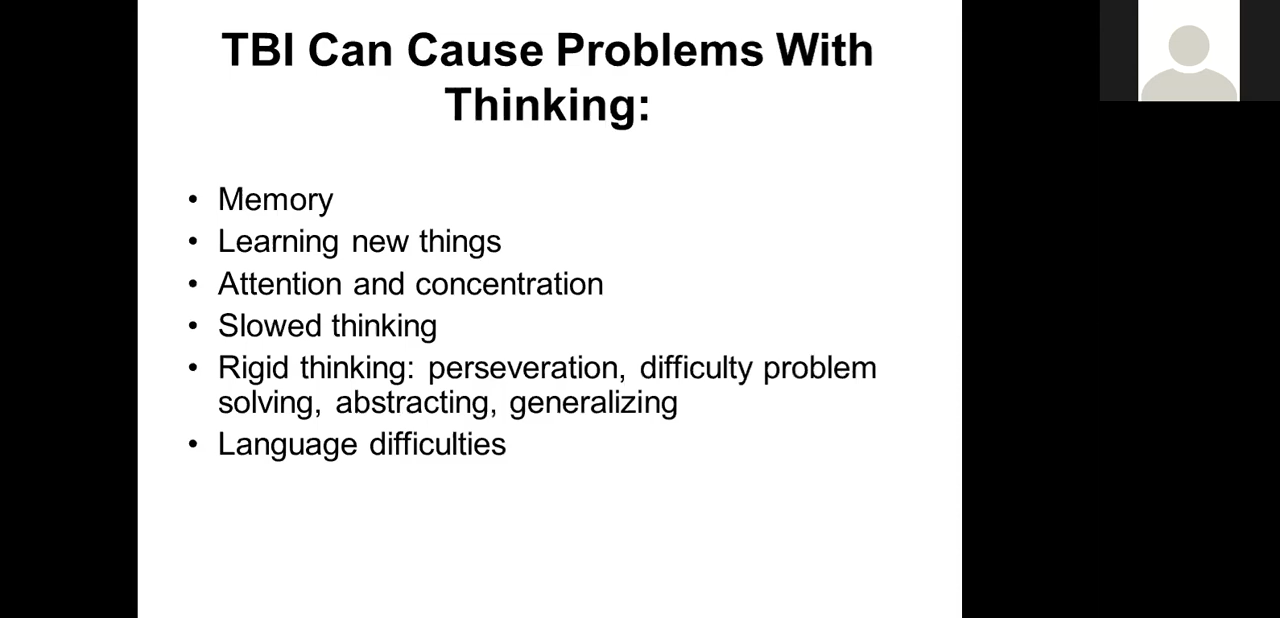 TBI Can Cause Problems With
Thinking:
• Memory
• Learning new things
• Attention and concentration
• Slowed thinking
• Rigid thinking: perseveration, difficulty problem
solving, abstracting, generalizing
• Language difficulties